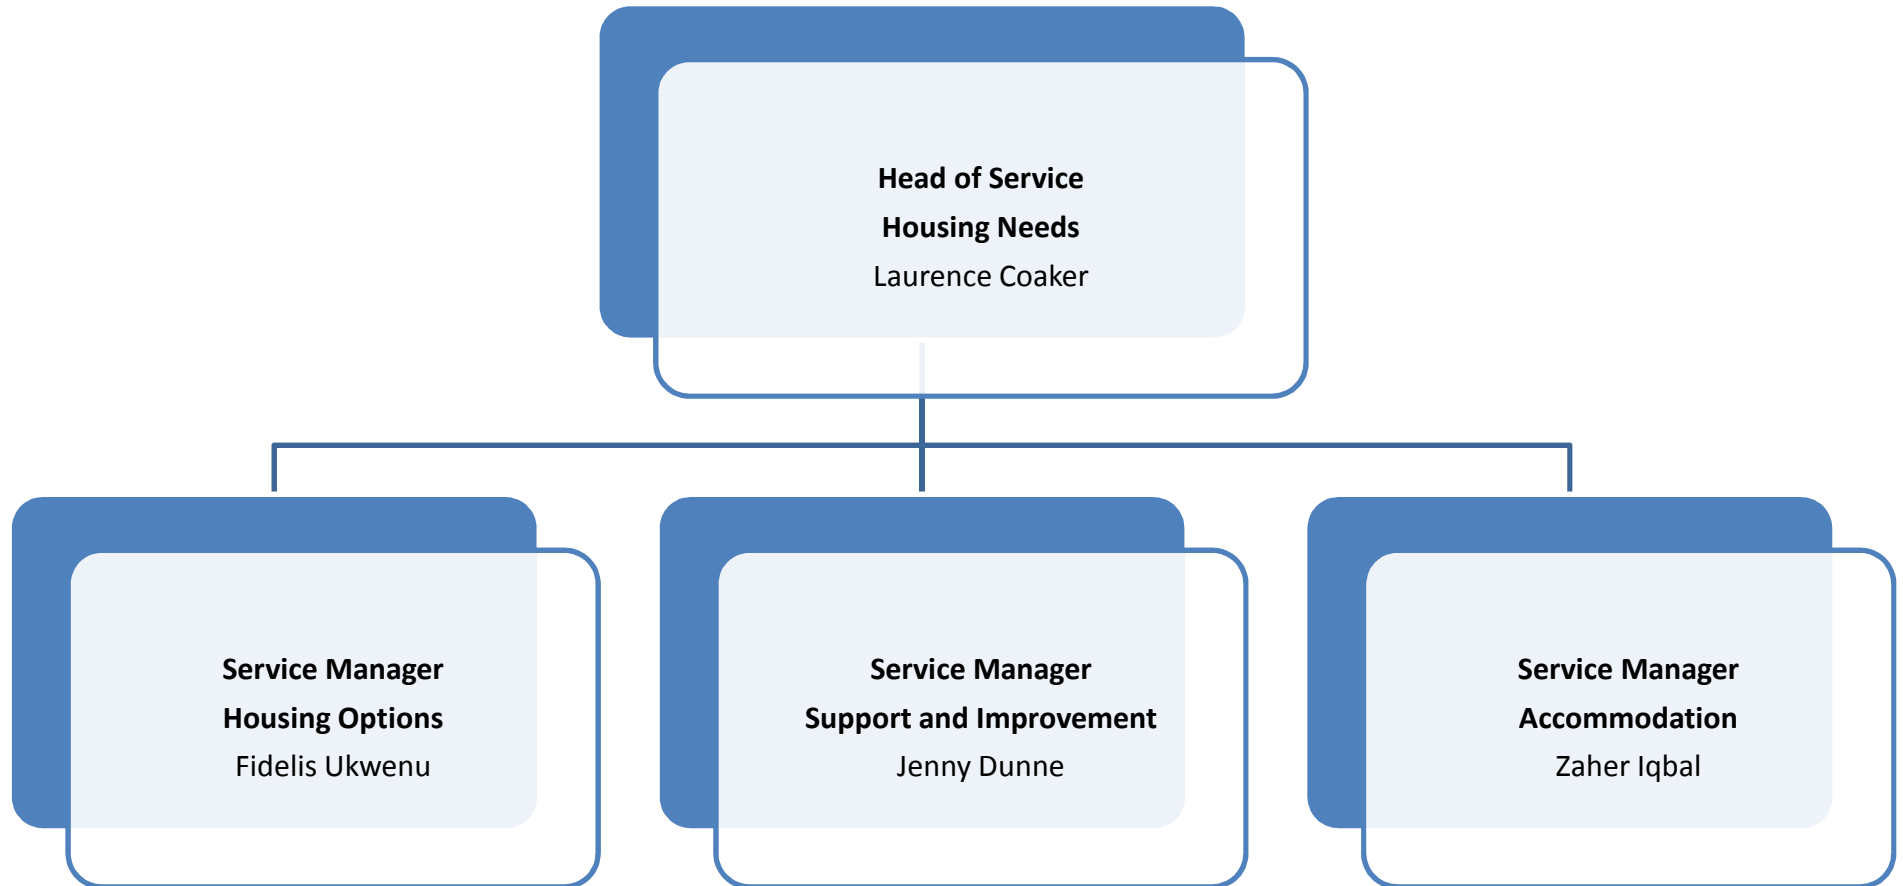 Head of Service
Housing Needs
Laurence Coaker
Service Manager
Housing Options
Fidelis Ukwenu
Service Manager
Support and Improvement
Jenny Dunne
Service Manager
Accommodation
Zaher Iqbal